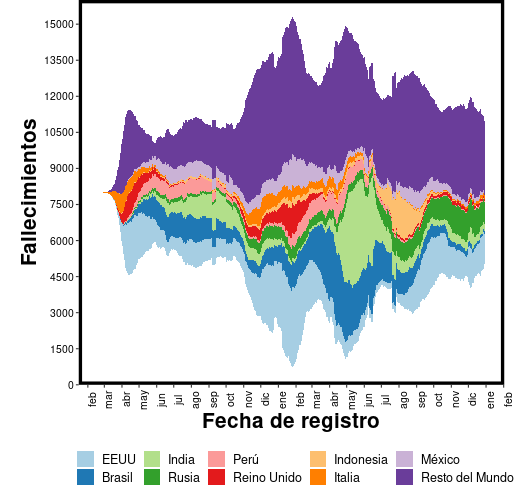 Fallecimientos
15000
13500
12000
10500
9000
7500
6000
4500
3000
1500
0
feb mar abr may jun jul ago sep oct nov dic ene feb mar abr may jun jul ago sep oct nov dic ene feb
Fecha de registro
EEUU India Perú Indonesia México
Brasil Rusia Reino Unido Italia Resto del Mundo